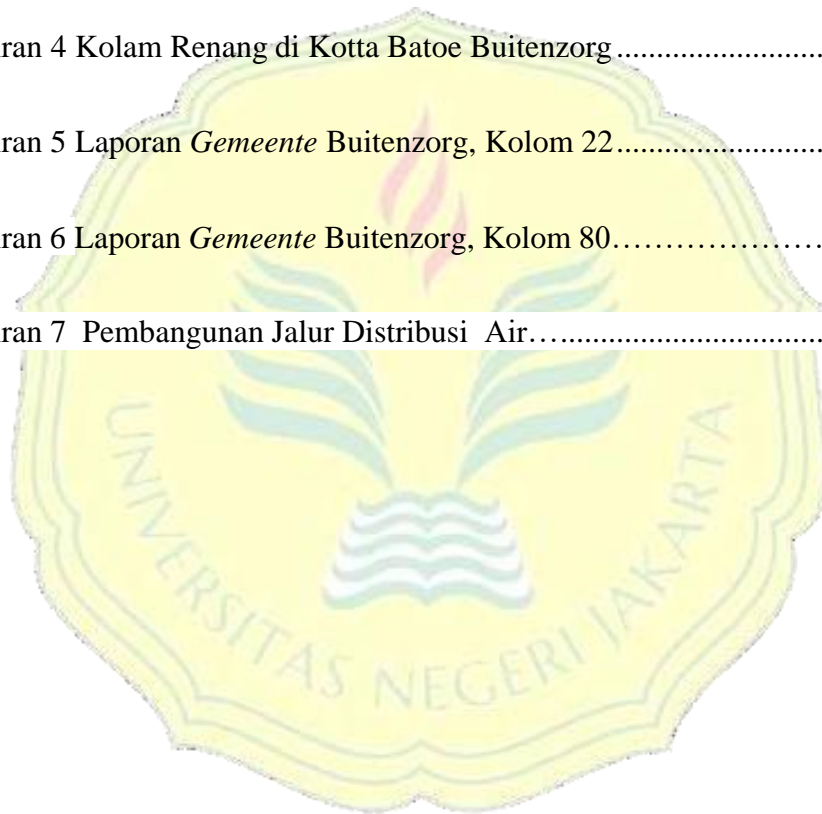 ran 4 Kolam Renang di Kotta Batoe Buitenzorg..........................
ran 5 Laporan Gemeente Buitenzorg, Kolom 22..........................
ran 6 Laporan Gemeente Buitenzorg, Kolom 80…………………
ran 7  Pembangunan Jalur Distribusi  Air…................................
UNIVERSITAS NEGERI JAKARTA